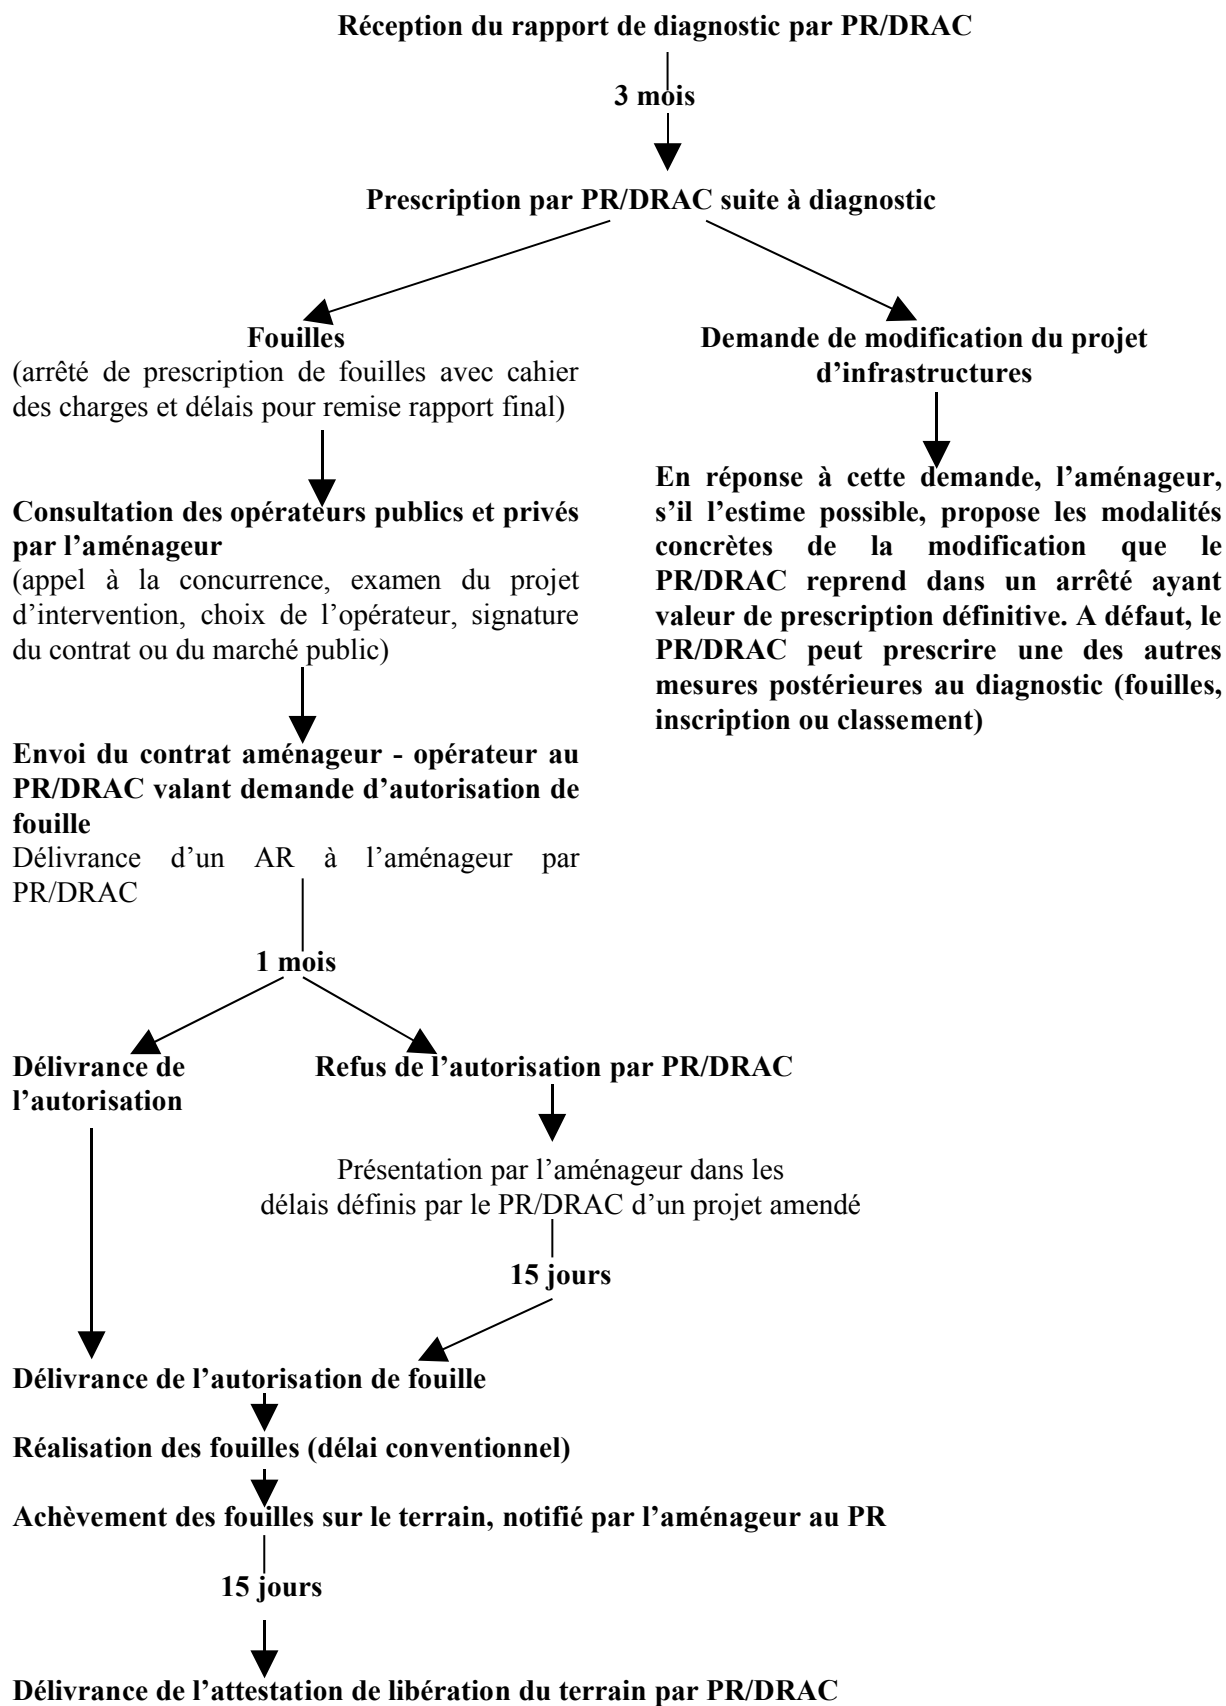 Réception du rapport de diagnostic par PR/DRAC
3 mois
Prescription par PR/DRAC suite à diagnostic
Fouilles
(arrêté de prescription de fouilles avec cahier
des charges et délais pour remise rapport final)
Consultation des opérateurs publics et privés
par l’aménageur
(appel à la concurrence, examen du projet
d’intervention, choix de l’opérateur, signature
du contrat ou du marché public)
Envoi du contrat aménageur - opérateur au
PR/DRAC valant demande d’autorisation de
fouille
Délivrance d’un AR à l’aménageur par
PR/DRAC
Demande de modification du projet
d’infrastructures
En réponse à cette demande, l’aménageur,
s’il l’estime possible, propose les modalités
concrètes de la modification que le
PR/DRAC reprend dans un arrêté ayant
valeur de prescription définitive. A défaut, le
PR/DRAC peut prescrire une des autres
mesures postérieures au diagnostic (fouilles,
inscription ou classement)
1 mois
Délivrance de
l’autorisation
Refus de l’autorisation par PR/DRAC
Présentation par l’aménageur dans les
délais définis par le PR/DRAC d’un projet amendé
15 jours
Délivrance de l’autorisation de fouille
Réalisation des fouilles (délai conventionnel)
Achèvement des fouilles sur le terrain, notifié par l’aménageur au PR
15 jours
Délivrance de l’attestation de libération du terrain par PR/DRAC